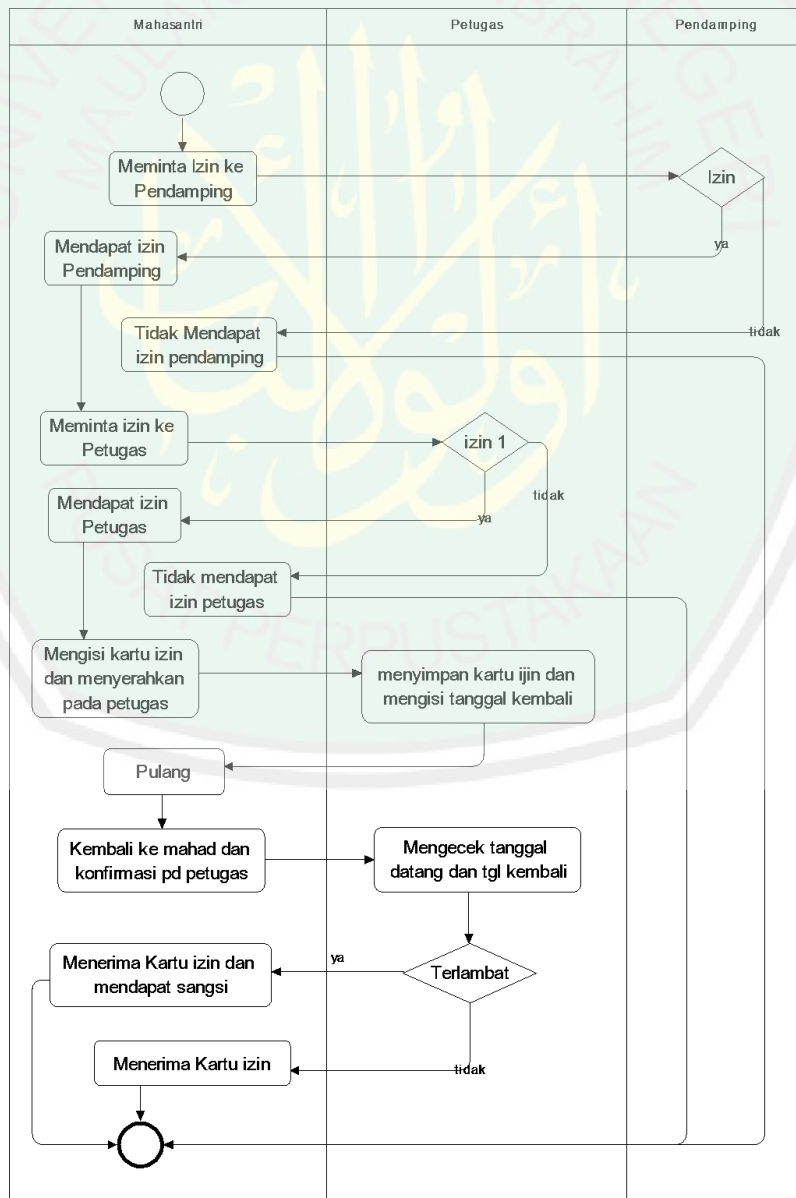 Mahasantri
Petugas
Pendamping
Meminta Izin ke
Pendamping
Izin
ya
Mendapat izin
Pendamping
tidak
Tidak Mendapat
izin pendamping
Meminta izin ke
Petugas
izin 1
tidak
ya
Mendapat izin
Petugas
Tidak mendapat
izin petugas
Mengisi kartu izin
dan menyerahkan
pada petugas
menyimpan kartu ijin dan
mengisi tanggal kembali
Pulang
Kembali ke mahad dan
konfirmasi pd petugas
Mengecek tanggal
datang dan tgl kembali
Terlambat
ya
Menerima Kartu izin dan
mendapat sangsi
tidak
Menerima Kartu izin
PUSAT PERPUSTAKAAN